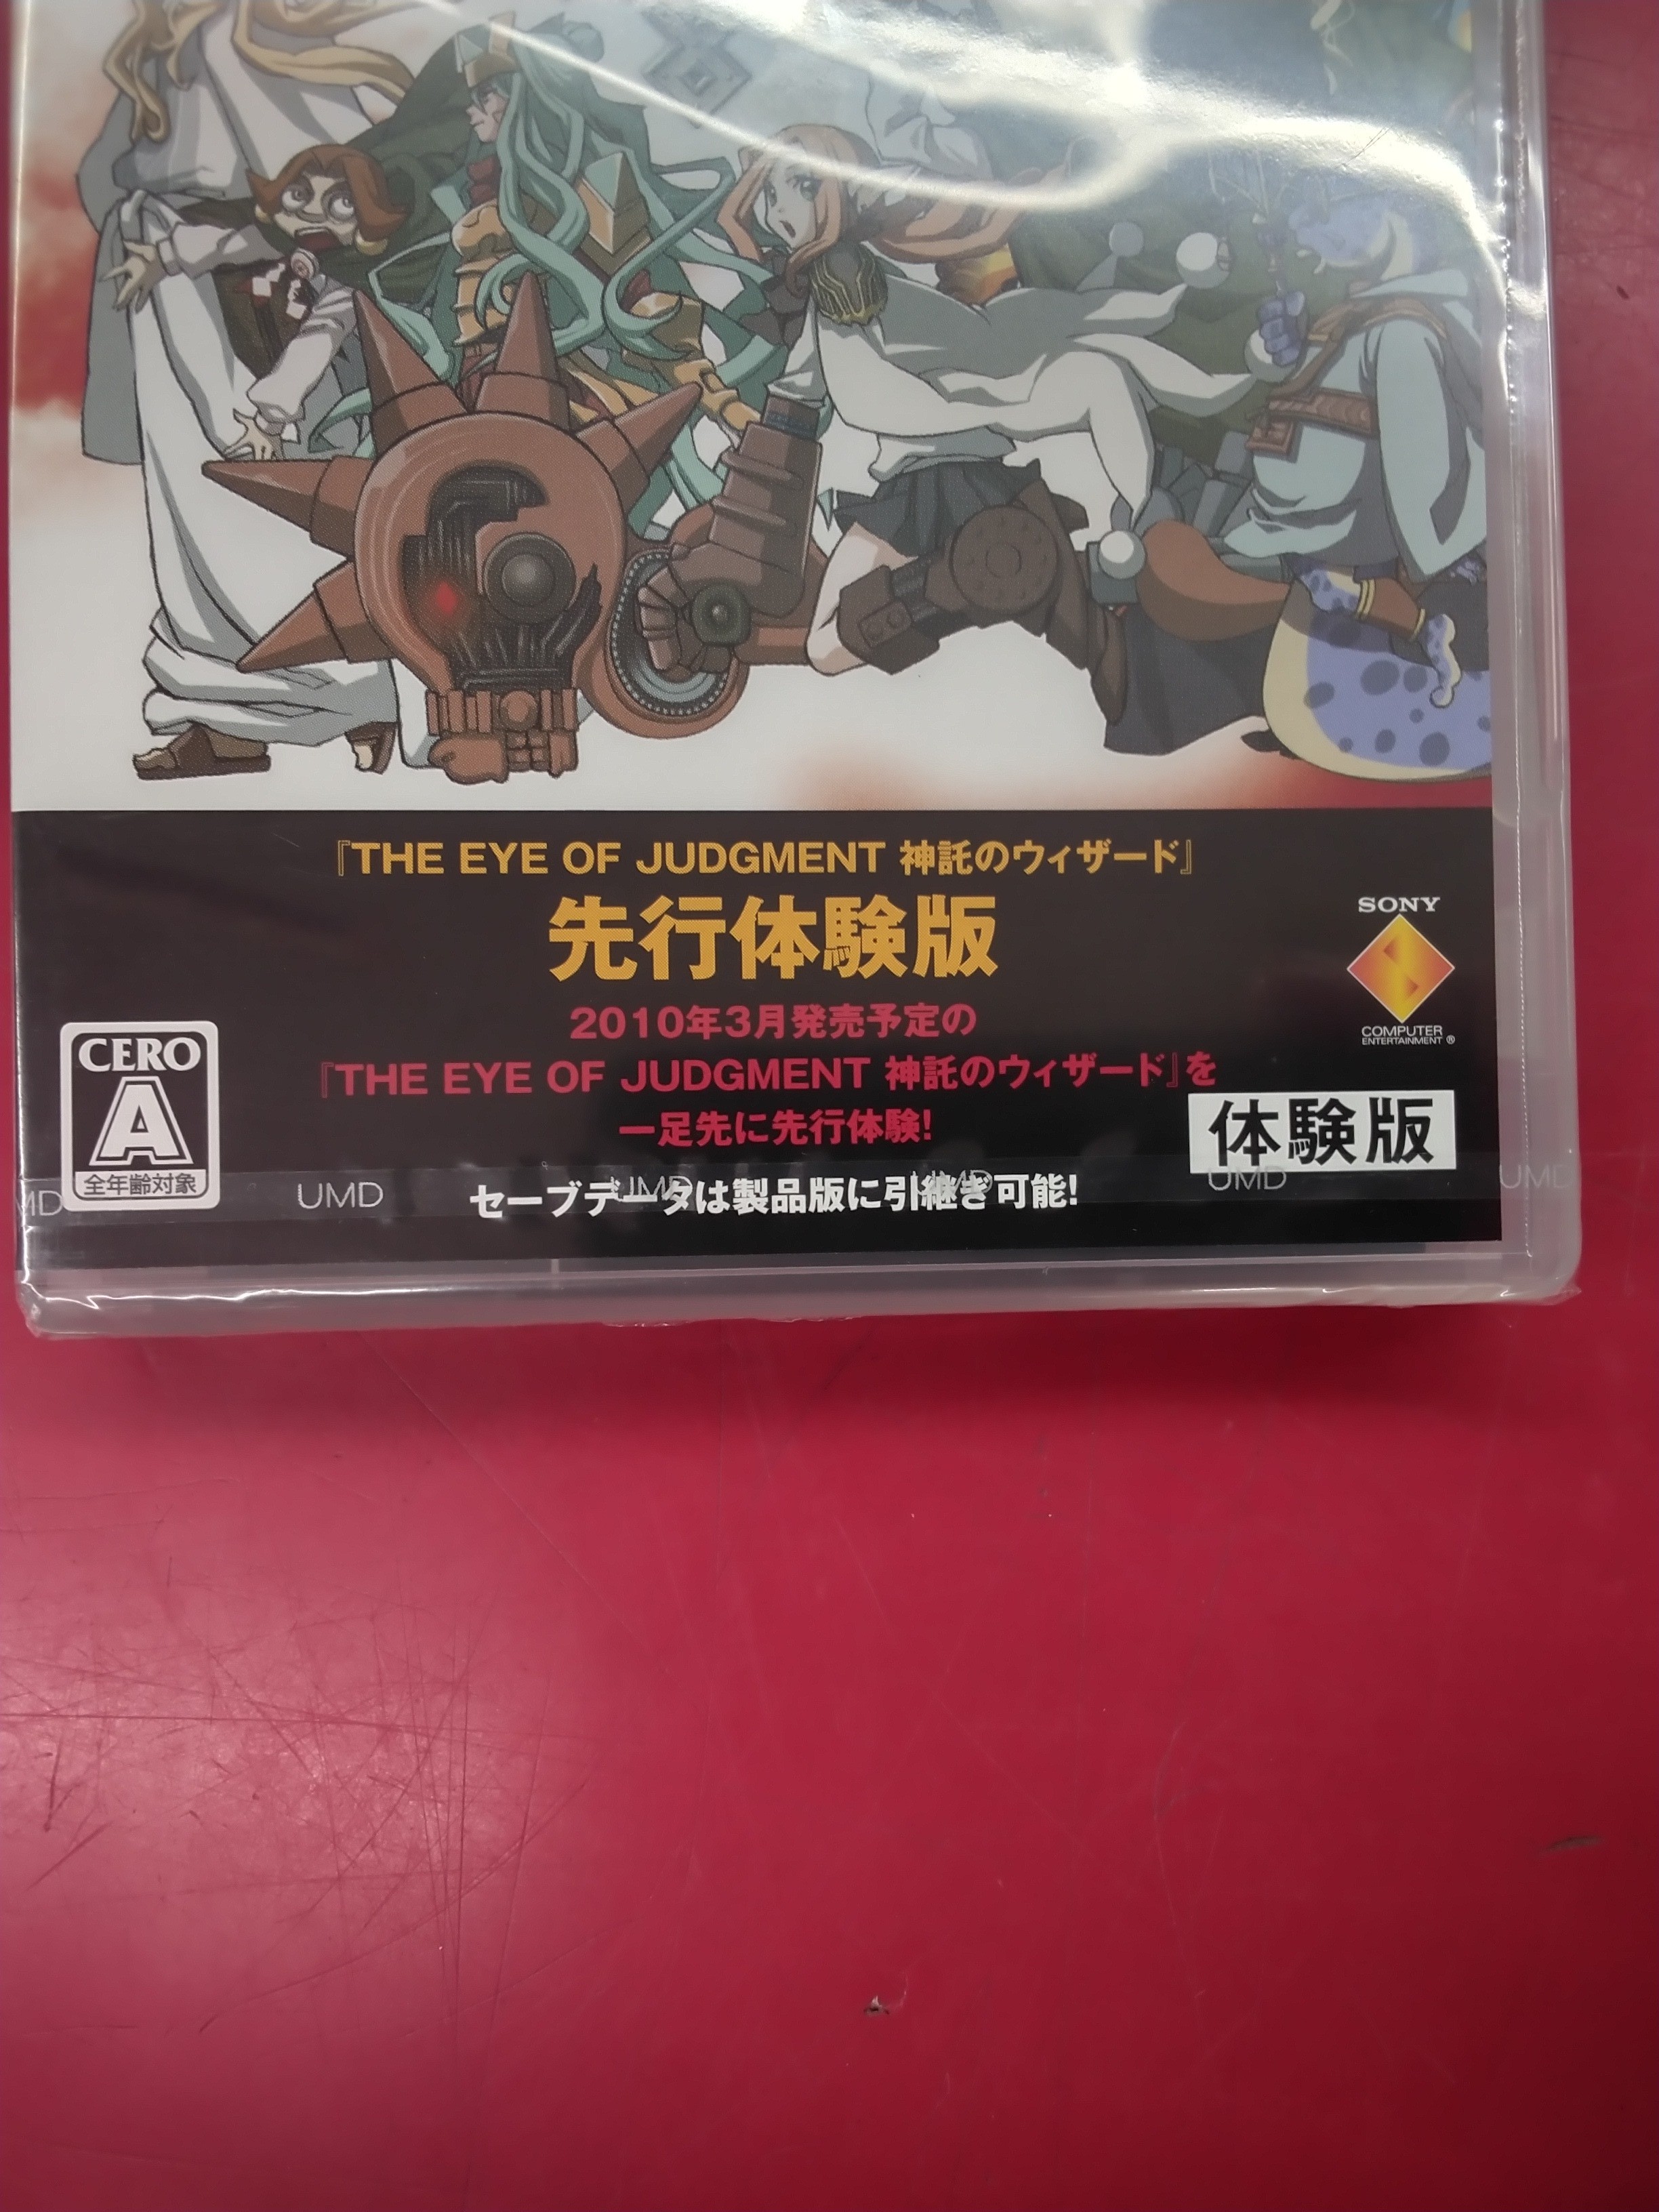 『THE EYE OF JUDGMENT 神託のウィザード』
先行体験版
SONY
COMPUTER
ENTERTAINMENT ®
2010年3月発売予定の
『THE EYE OF JUDGMENT 神託のウィザード』を
一足先に先行体験!
CERO
A
全年齢対象
体験版
セーブデータは製品版に引継ぎ可能!
MD UMD UMD UMD UMD UMD